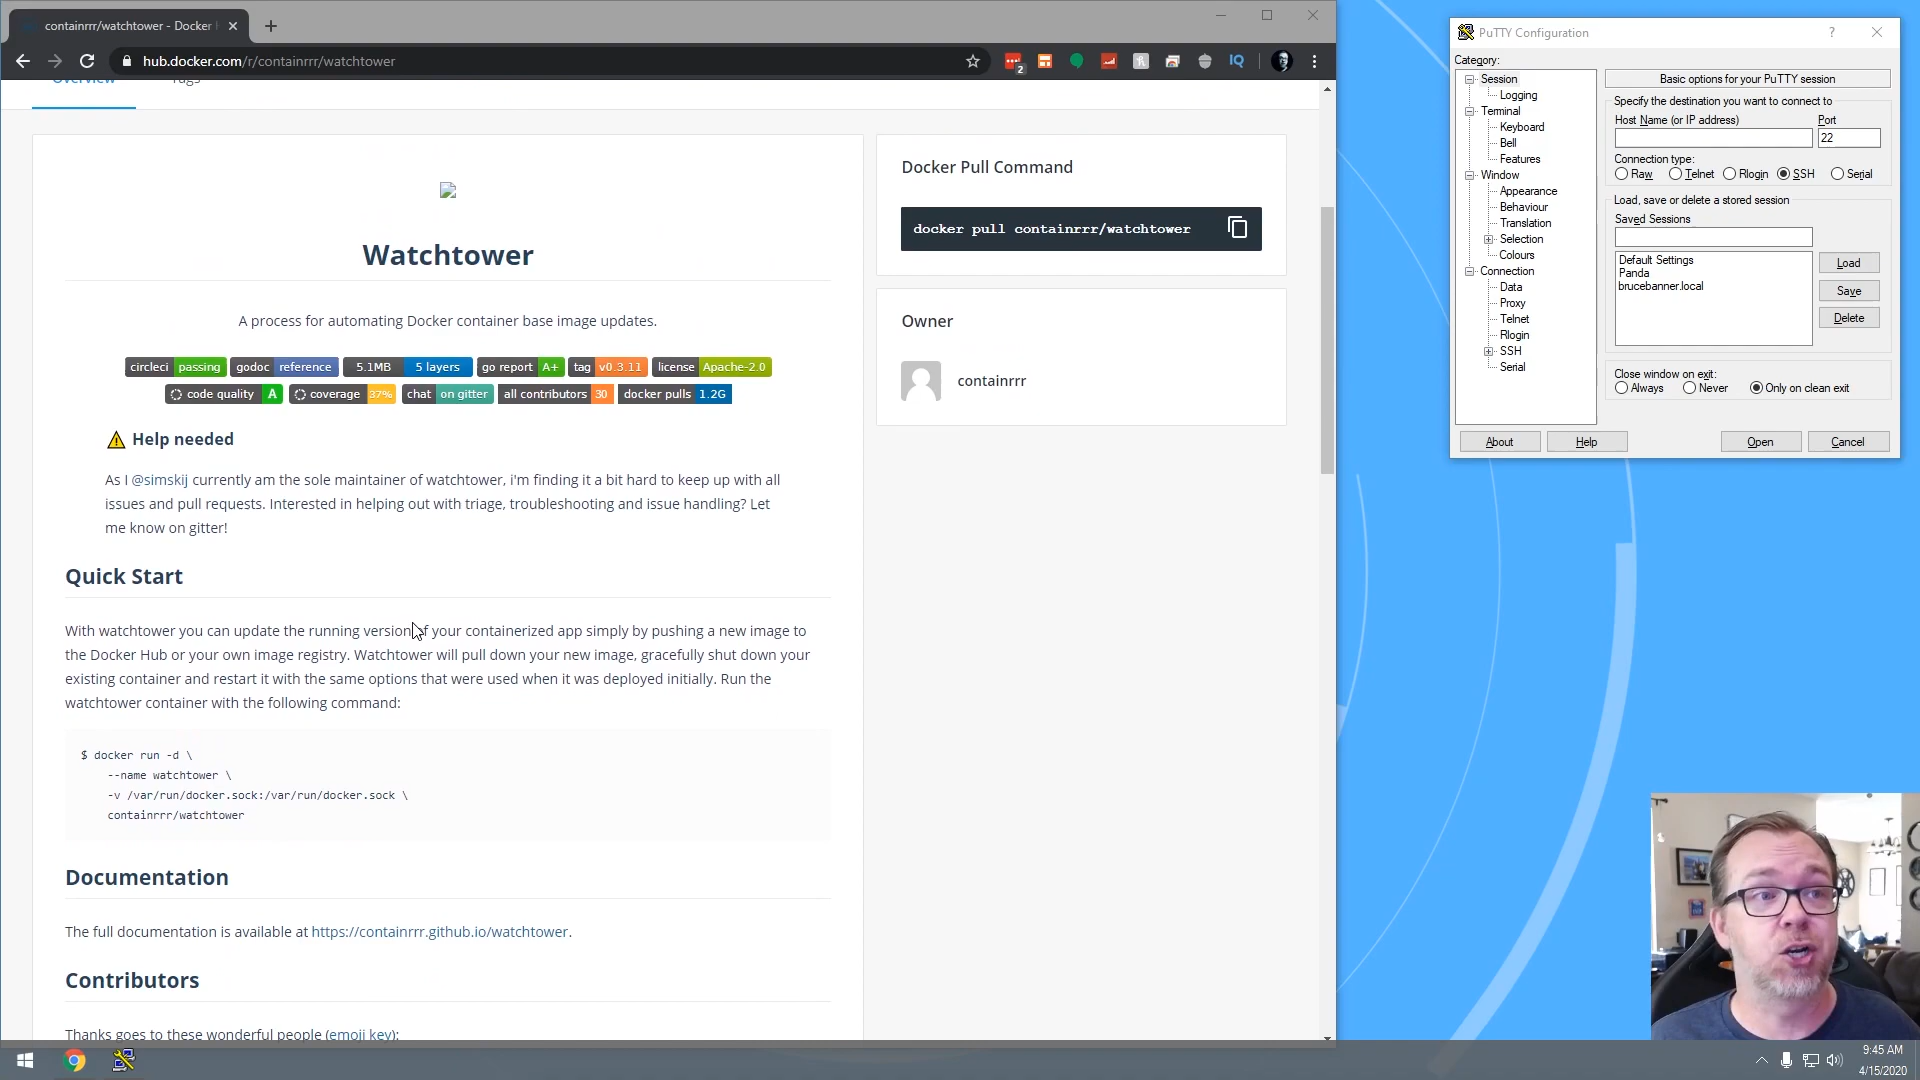 containrrr/watchtower - Docker
hub.docker.com/r/containrrr/watchtower
2
IQ
Overview
Tags
Watchtower
A process for automating Docker container base image updates.
circleci passing godoc reference 5.1MB 5 layers go report A+ tag v0.3.11 license Apache-2.0
code quality A coverage 37% chat on gitter all contributors 30 docker pulls 1.2G
Help needed
As I @simskij currently am the sole maintainer of watchtower, i'm finding it a bit hard to keep up with all
issues and pull requests. Interested in helping out with triage, troubleshooting and issue handling? Let
me know on gitter!
Quick Start
With watchtower you can update the running version of your containerized app simply by pushing a new image to
the Docker Hub or your own image registry. Watchtower will pull down your new image, gracefully shut down your
existing container and restart it with the same options that were used when it was deployed initially. Run the
watchtower container with the following command:
$ docker run -d \
--name watchtower \
-v /var/run/docker.sock:/var/run/docker.sock \
containrrr/watchtower
Documentation
The full documentation is available at https://containrrr.github.io/watchtower.
Contributors
Thanks goes to these wonderful people (emoji key):
Docker Pull Command
docker pull containrrr/watchtower
Owner
containrrr
PuTTY Configuration
?
Category:
Session
Logging
Terminal
Keyboard
Bell
Features
Window
Appearance
Behaviour
Translation
Selection
Colours
Connection
Data
Proxy
Telnet
Rlogin
SSH
Serial
Basic options for your PuTTY session
Specify the destination you want to connect to
Host Name (or IP address) Port
22
Connection type:
Raw Telnet Rlogin SSH Serial
Load, save or delete a stored session
Saved Sessions
Default Settings
Panda
brucebanner.local
Load
Save
Delete
Close window on exit:
Always Never Only on clean exit
About Help Open Cancel
9:45 AM
4/15/2020